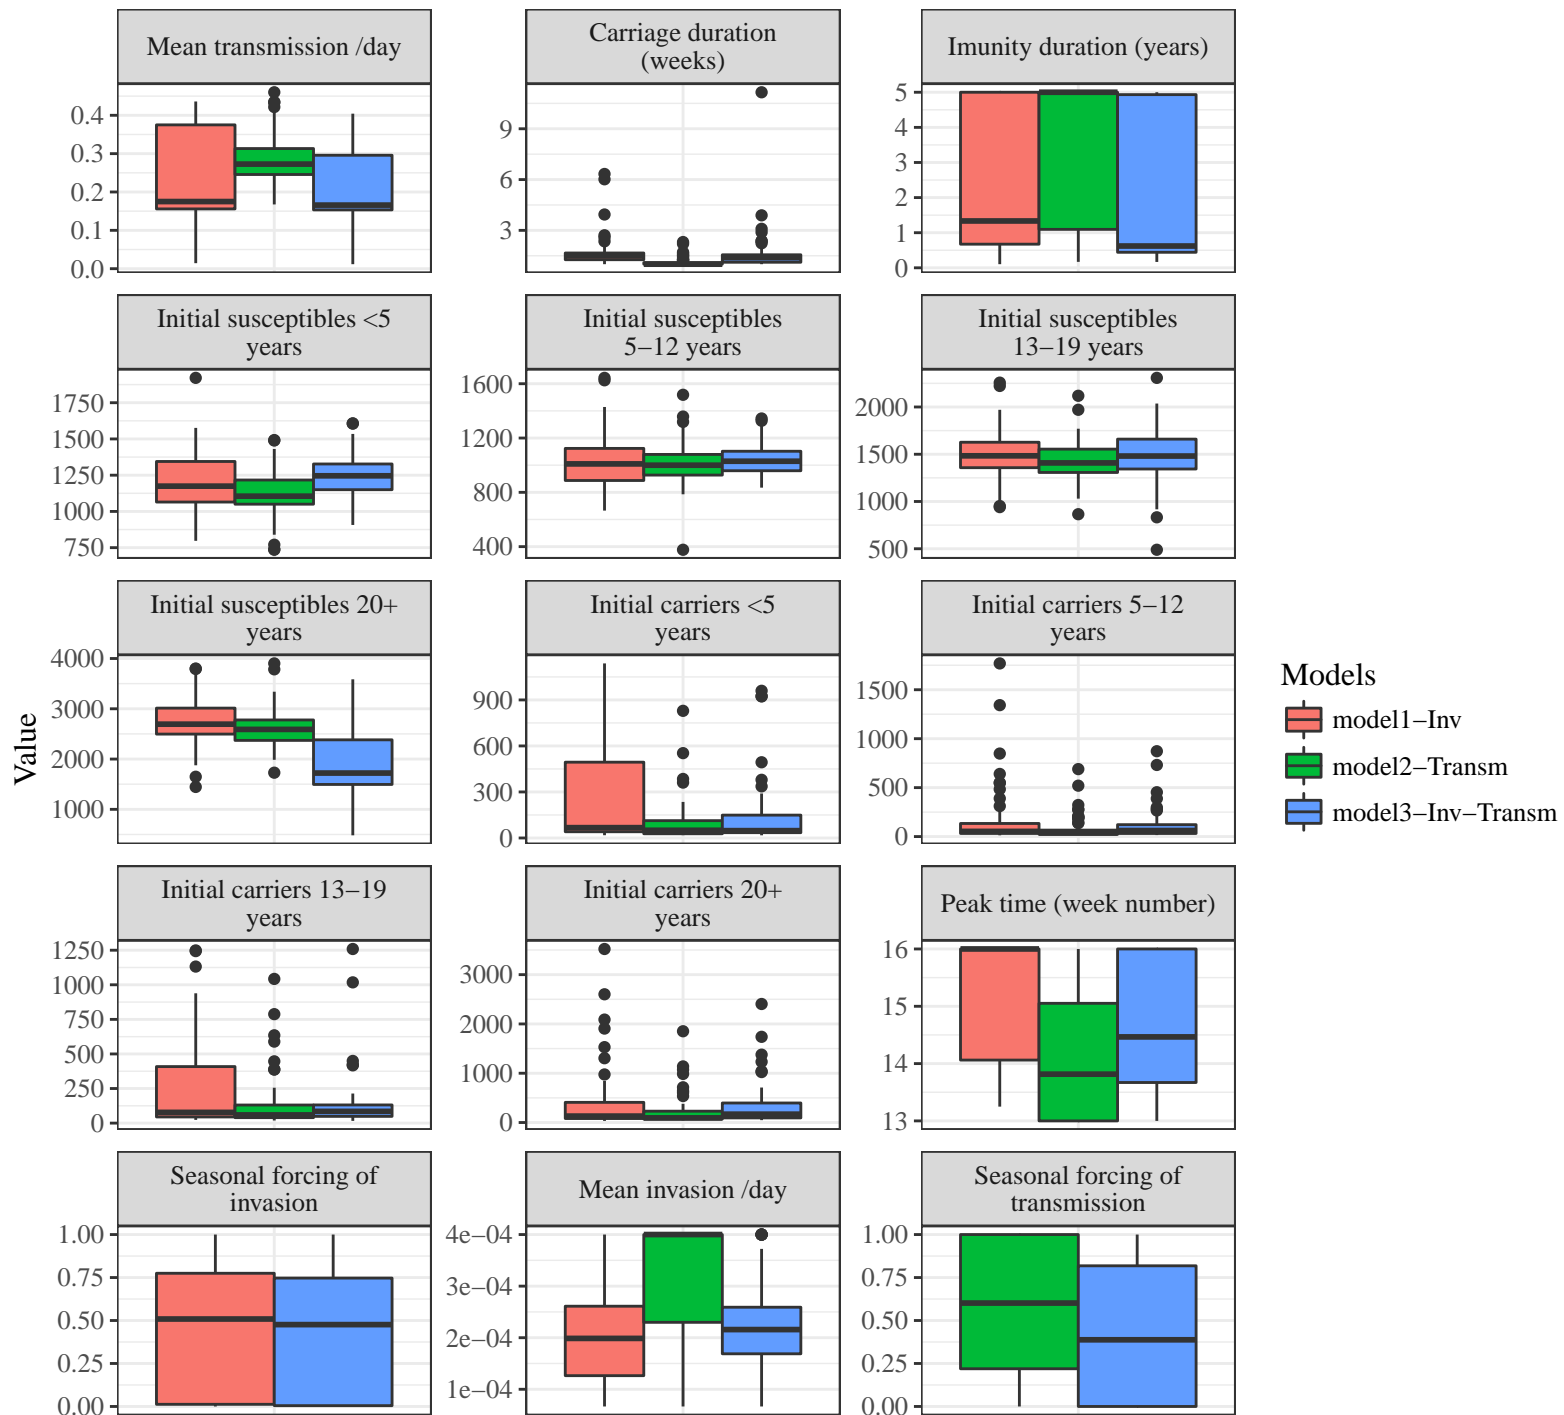 Mean transmission /day
Carriage duration
(weeks)
Imunity duration (years)
0.4
0.3
0.2
0.1
0.0
9
6
3
5
4
3
2
1
0
Initial susceptibles <5
years
Initial susceptibles
5−12 years
Initial susceptibles
13−19 years
1750
1500
1250
1000
750
1600
1200
800
400
2000
1500
1000
500
Initial susceptibles 20+
years
Initial carriers <5
years
Initial carriers 5−12
years
4000
3000
2000
1000
900
600
300
0
1500
1000
500
0
Value
Models
model1−Inv
model2−Transm
model3−Inv−Transm
Initial carriers 13−19
years
Initial carriers 20+
years
Peak time (week number)
1250
1000
750
500
250
0
3000
2000
1000
0
16
15
14
13
Seasonal forcing of
invasion
Mean invasion /day
Seasonal forcing of
transmission
1.00
0.75
0.50
0.25
0.00
4e−04
3e−04
2e−04
1e−04
1.00
0.75
0.50
0.25
0.00